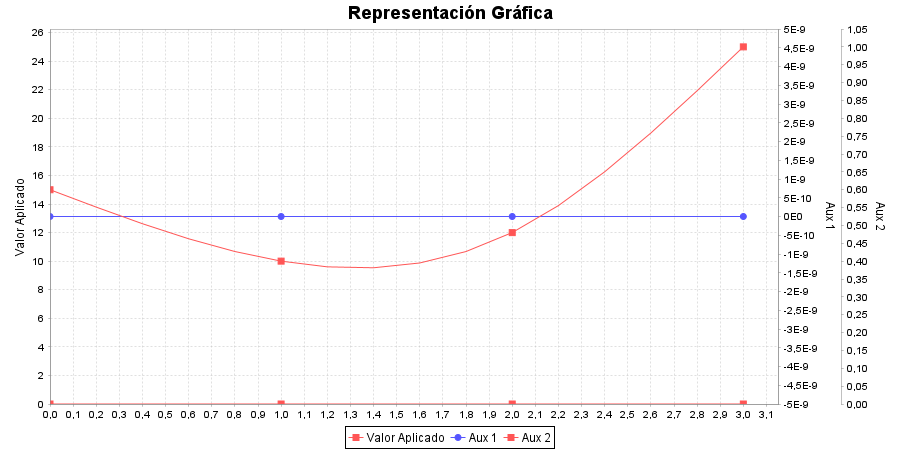 Representación Gráfica
Valor Aplicado
26
24
22
20
18
16
14
12
10
8
6
4
2
0
0,0 0,1 0,2 0,3 0,4 0,5 0,6 0,7 0,8 0,9 1,0 1,1 1,2 1,3 1,4 1,5 1,6 1,7 1,8 1,9 2,0 2,1 2,2 2,3 2,4 2,5 2,6 2,7 2,8 2,9 3,0 3,1
5E-9
4,5E-9
4E-9
3,5E-9
3E-9
2,5E-9
2E-9
1,5E-9
1E-9
5E-10
0E0
-5E-10
-1E-9
-1,5E-9
-2E-9
-2,5E-9
-3E-9
-3,5E-9
-4E-9
-4,5E-9
-5E-9
Aux 1
1,05
1,00
0,95
0,90
0,85
0,80
0,75
0,70
0,65
0,60
0,55
0,50
0,45
0,40
0,35
0,30
0,25
0,20
0,15
0,10
0,05
0,00
Aux 2
Valor Aplicado Aux 1 Aux 2